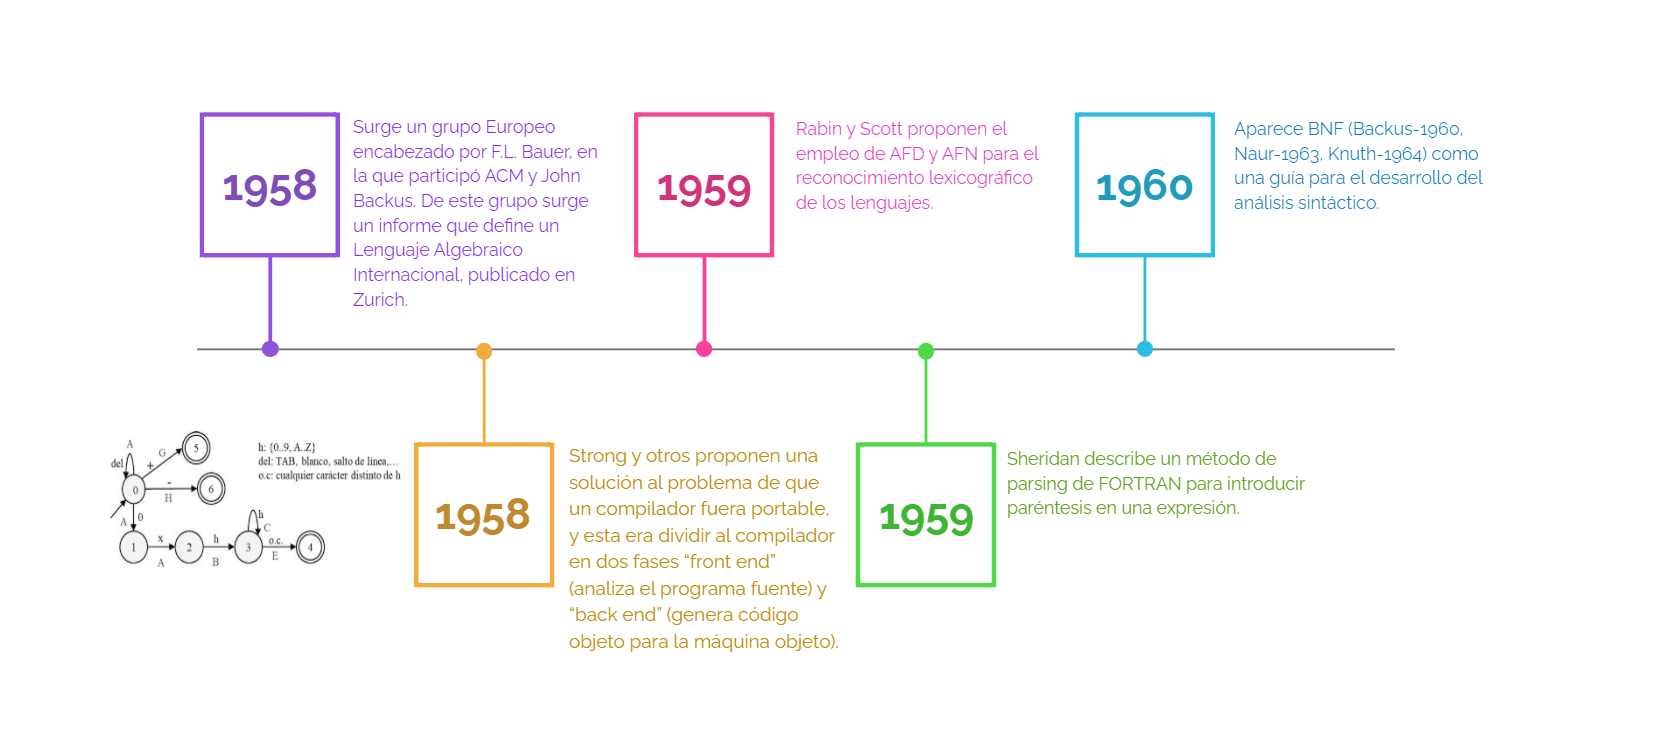 1958
Surge un grupo Europeo
encabezado por F.L. Bauer, en
la que participó ACM y John
Backus. De este grupo surge
un informe que define un
Lenguaje Algebraico
Internacional, publicado en
Zurich.
1959
Rabin y Scott proponen el
empleo de AFD y AFN para el
reconocimiento lexicográfico
de los lenguajes.
1960
Aparece BNF (Backus-1960,
Naur-1963, Knuth-1964) como
una guía para el desarrollo del
análisis sintáctico.
A
del
G
+
5
0
-
H
6
A
0
1
x
A
2
h
B
3
h
C
o.c.
E
4
h: {0..9, A..Z}
del: TAB, blanco, salto de línea,...
o.c: cualquier carácter distinto de h
1958
Strong y otros proponen una
solución al problema de que
un compilador fuera portable,
y esta era dividir al compilador
en dos fases “front end”
(analiza el programa fuente) y
“back end” (genera código
objeto para la máquina objeto).
1959
Sheridan describe un método de
parsing de FORTRAN para introducir
paréntesis en una expresión.